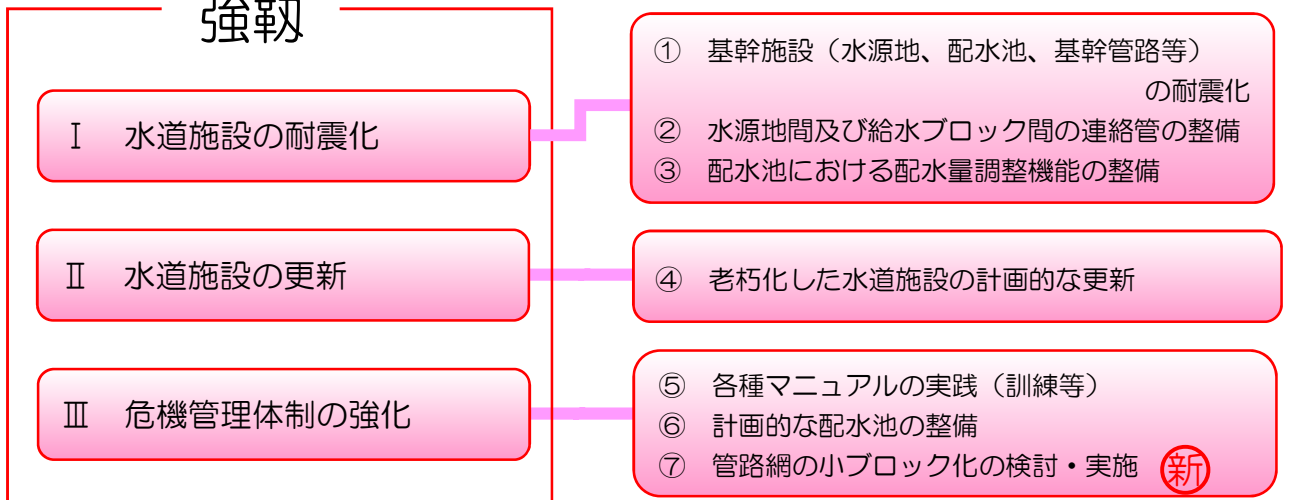 強靱
Ⅰ 水道施設の耐震化
① 基幹施設（水源地、配水池、基幹管路等）
の耐震化
② 水源地間及び給水ブロック間の連絡管の整備
③ 配水池における配水量調整機能の整備
Ⅱ 水道施設の更新
④ 老朽化した水道施設の計画的な更新
Ⅲ 危機管理体制の強化
⑤ 各種マニュアルの実践（訓練等）
⑥ 計画的な配水池の整備
⑦ 管路網の小ブロック化の検討・実施 新